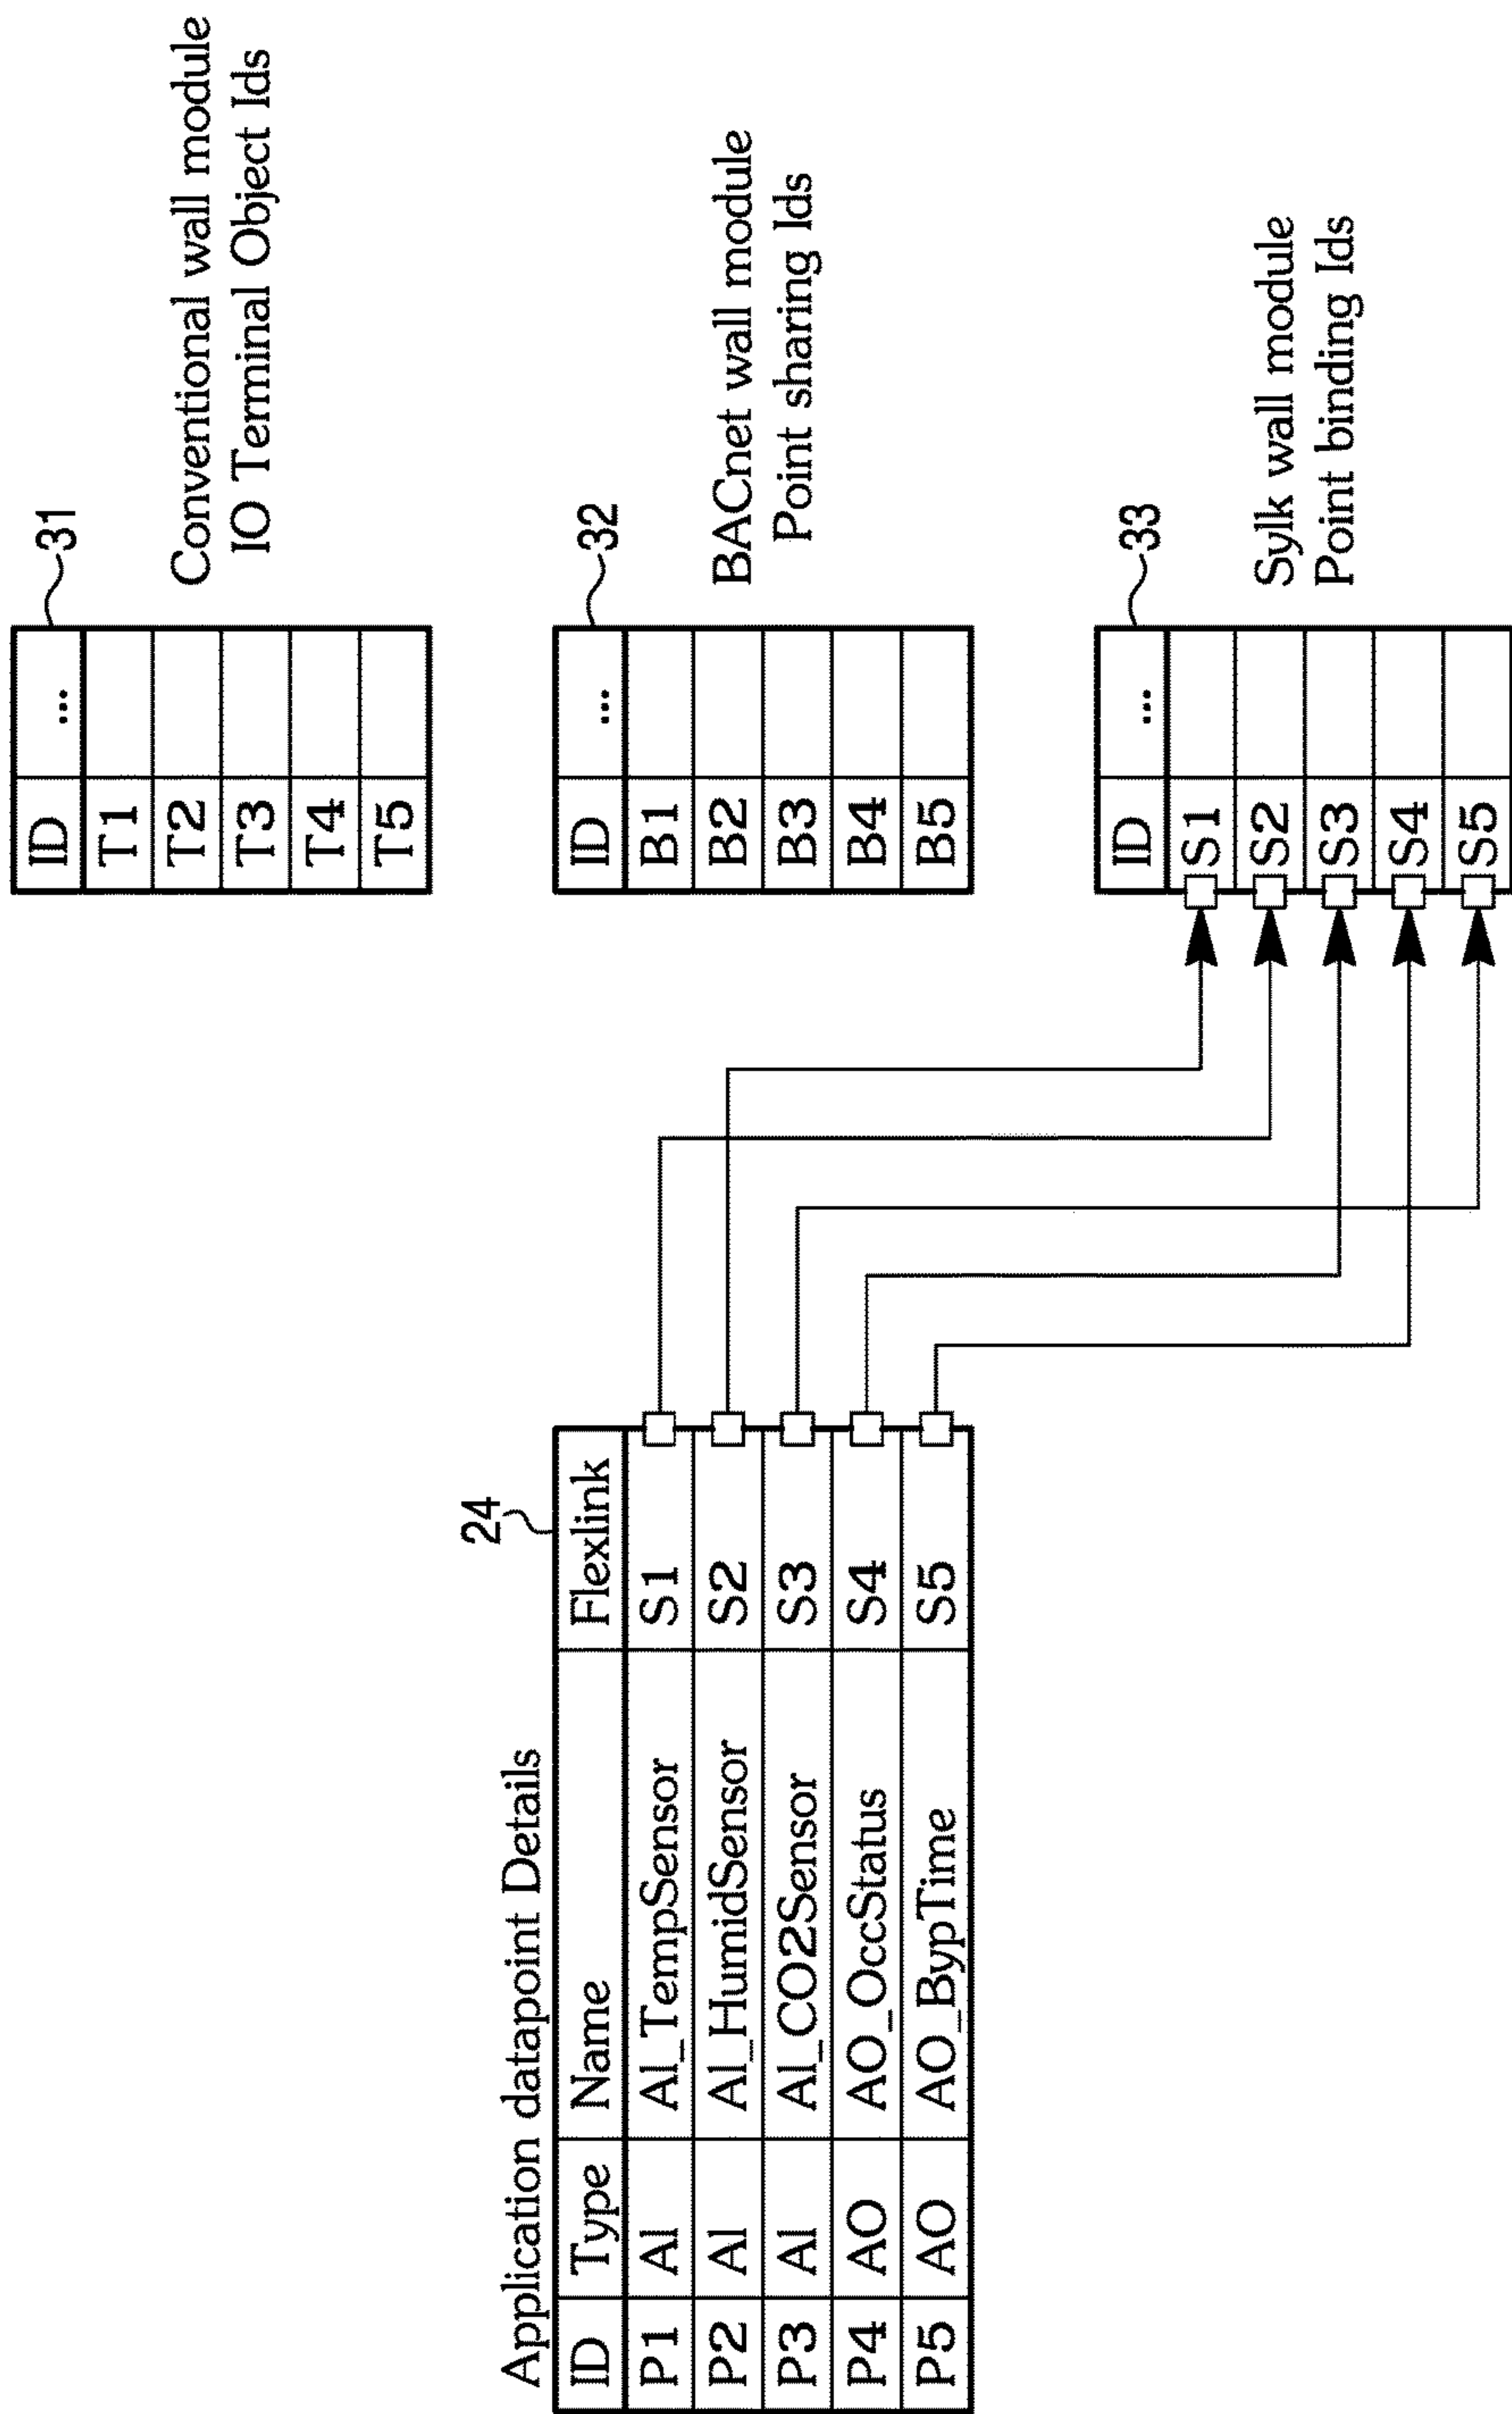 Application datapoint Details
24
ID Type Name Flexlink
P1 AI AI_TempSensor S1
P2 AI AI_HumidSensor S2
P3 AI AI_CO2Sensor S3
P4 AO AO_OccStatus S4
P5 AO AO_BypTime S5
31
ID ...
T1
T2
T3
T4
T5
Conventional wall module
IO Terminal Object Ids
32
ID ...
B1
B2
B3
B4
B5
BACnet wall module
Point sharing Ids
33
ID ...
S1
S2
S3
S4
S5
Sylk wall module
Point binding Ids